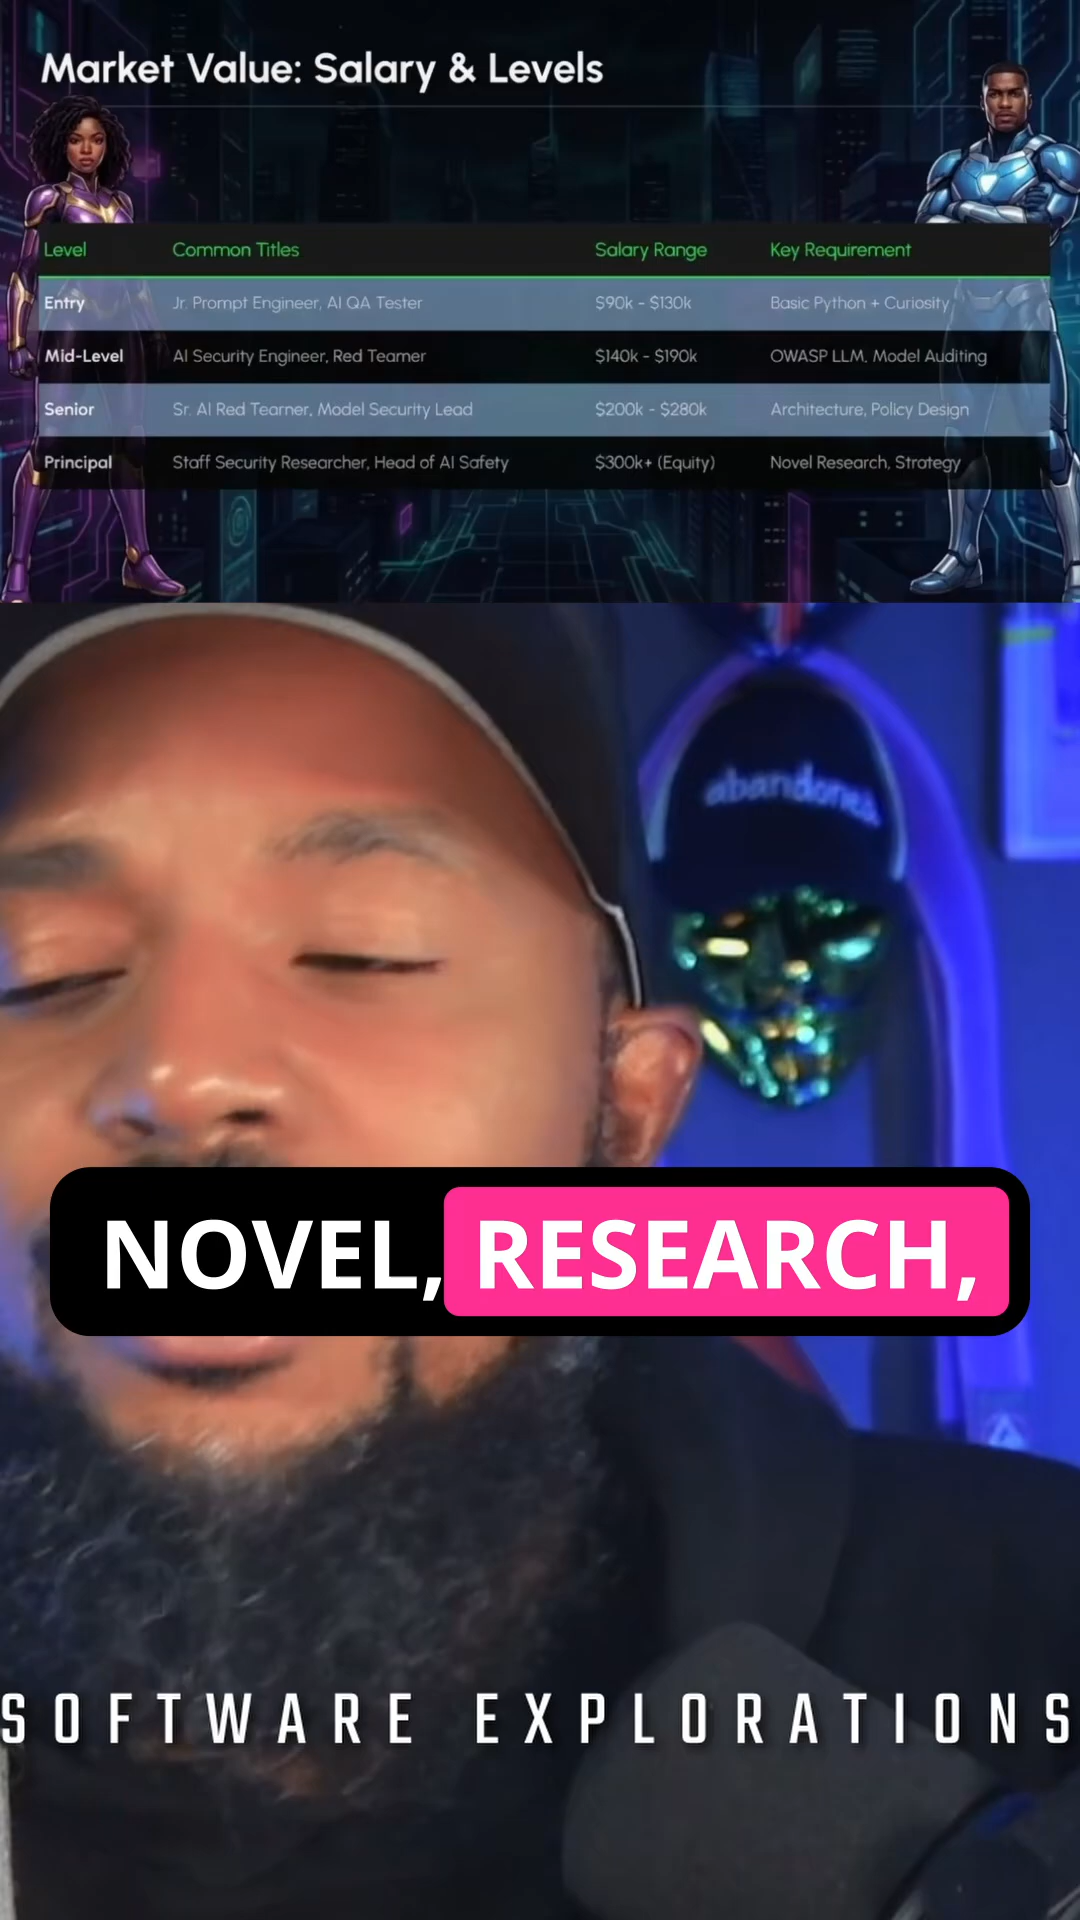 Market Value: Salary & Levels
Level Common Titles Salary Range Key Requirement
Entry Jr. Prompt Engineer, AI QA Tester $90k - $130k Basic Python + Curiosity
Mid-Level AI Security Engineer, Red Teamer $140k - $190k OWASP LLM, Model Auditing
Senior Sr. AI Red Teamer, Model Security Lead $200k - $280k Architecture, Policy Design
Principal Staff Security Researcher, Head of AI Safety $300k+ (Equity) Novel Research, Strategy
abandoned
NOVEL, RESEARCH,
SOFTWARE EXPLORATIONS